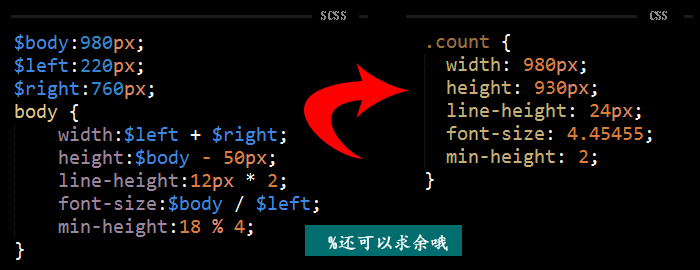 SCSS
$body:980px;
$left:220px;
$right:760px;
body {
width:$left + $right;
height:$body - 50px;
line-height:12px * 2;
font-size:$body / $left;
min-height:18 % 4;
}
CSS
.count {
width: 980px;
height: 930px;
line-height: 24px;
font-size: 4.45455;
min-height: 2;
}
%还可以求余哦